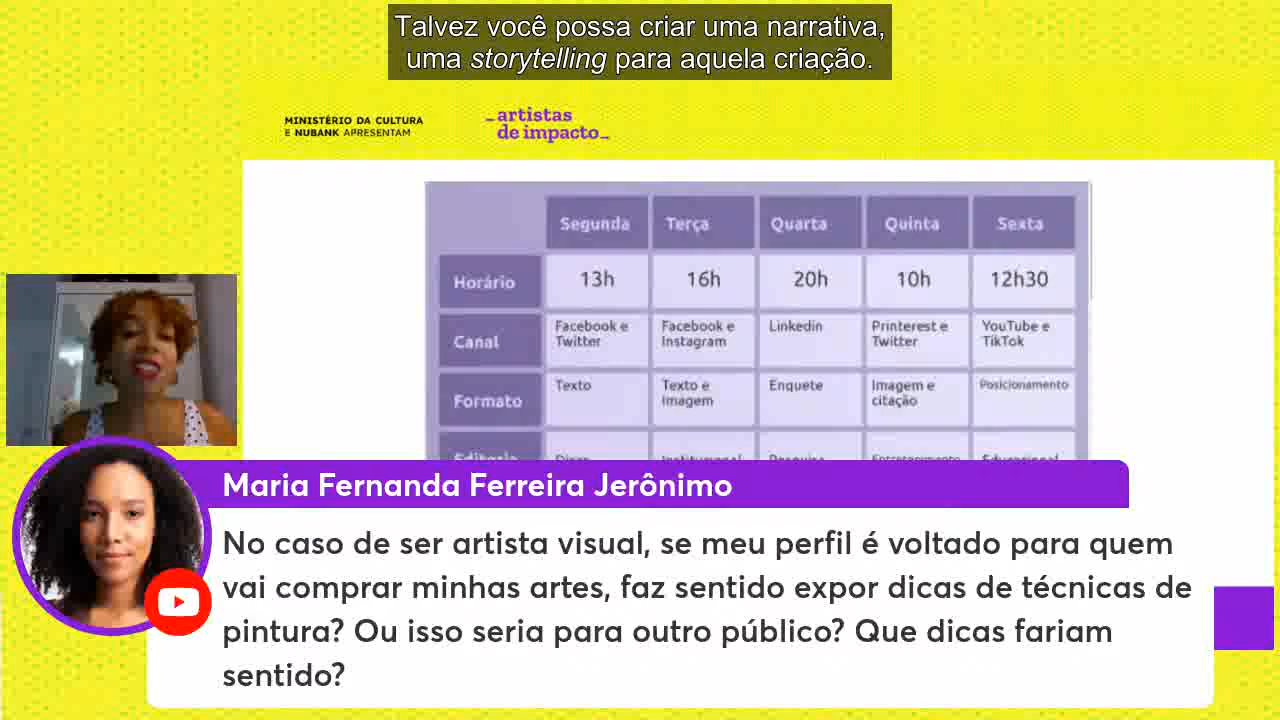 Talvez você possa criar uma narrativa,
uma storytelling para aquela criação.
MINISTÉRIO DA CULTURA
E NUBANK APRESENTAM
_artistas
de impacto_
Segunda Terça Quarta Quinta Sexta
Horário 13h 16h 20h 10h 12h30
Canal Facebook e Twitter Facebook e Instagram Linkedin Printerest e Twitter YouTube e TikTok
Formato Texto Texto e Imagem Enquete Imagem e citação Posicionamento
Maria Fernanda Ferreira Jerônimo
No caso de ser artista visual, se meu perfil é voltado para quem
vai comprar minhas artes, faz sentido expor dicas de técnicas de
pintura? Ou isso seria para outro público? Que dicas fariam
sentido?